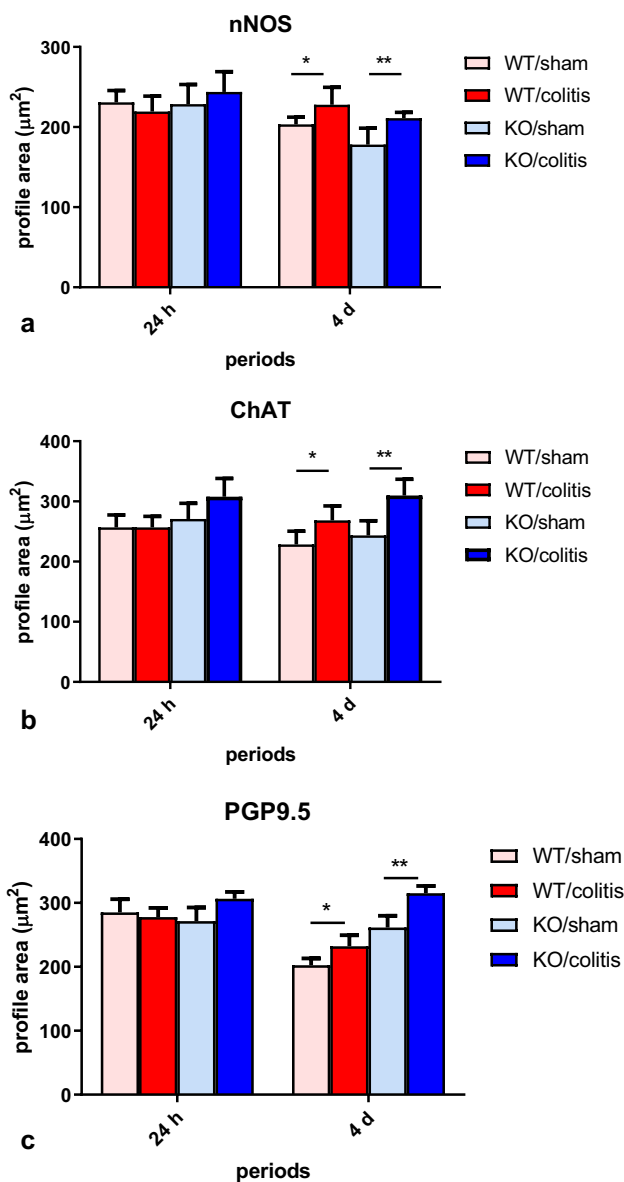 nNOS
profile area (μm²)
300
200
100
0
* **
24 h 4 d
periods
WT/sham
WT/colitis
KO/sham
KO/colitis
a
ChAT
profile area (μm²)
400
300
200
100
0
* **
24 h 4 d
periods
WT/sham
WT/colitis
KO/sham
KO/colitis
b
PGP9.5
profile area (μm²)
400
300
200
100
0
* **
24 h 4 d
periods
WT/sham
WT/colitis
KO/sham
KO/colitis
c